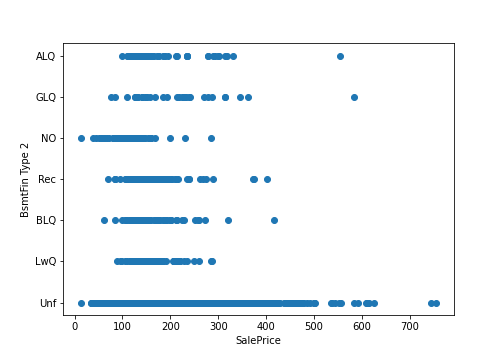 ALQ
GLQ
NO
Rec
BLQ
LwQ
Unf
BsmtFin Type 2
0 100 200 300 400 500 600 700
SalePrice